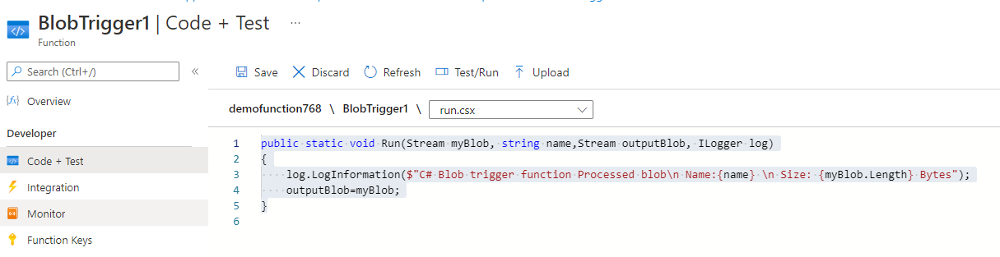 BlobTrigger1 | Code + Test ...
Function
Search (Ctrl+/) «
Save Discard Refresh Test/Run Upload
Overview
Developer
Code + Test
Integration
Monitor
Function Keys
demofunction768 \ BlobTrigger1 \ run.csx
1 public static void Run(Stream myBlob, string name,Stream outputBlob, ILogger log)
2 {
3 log.LogInformation($"C# Blob trigger function Processed blob\n Name:{name} \n Size: {myBlob.Length} Bytes");
4 outputBlob=myBlob;
5 }
6